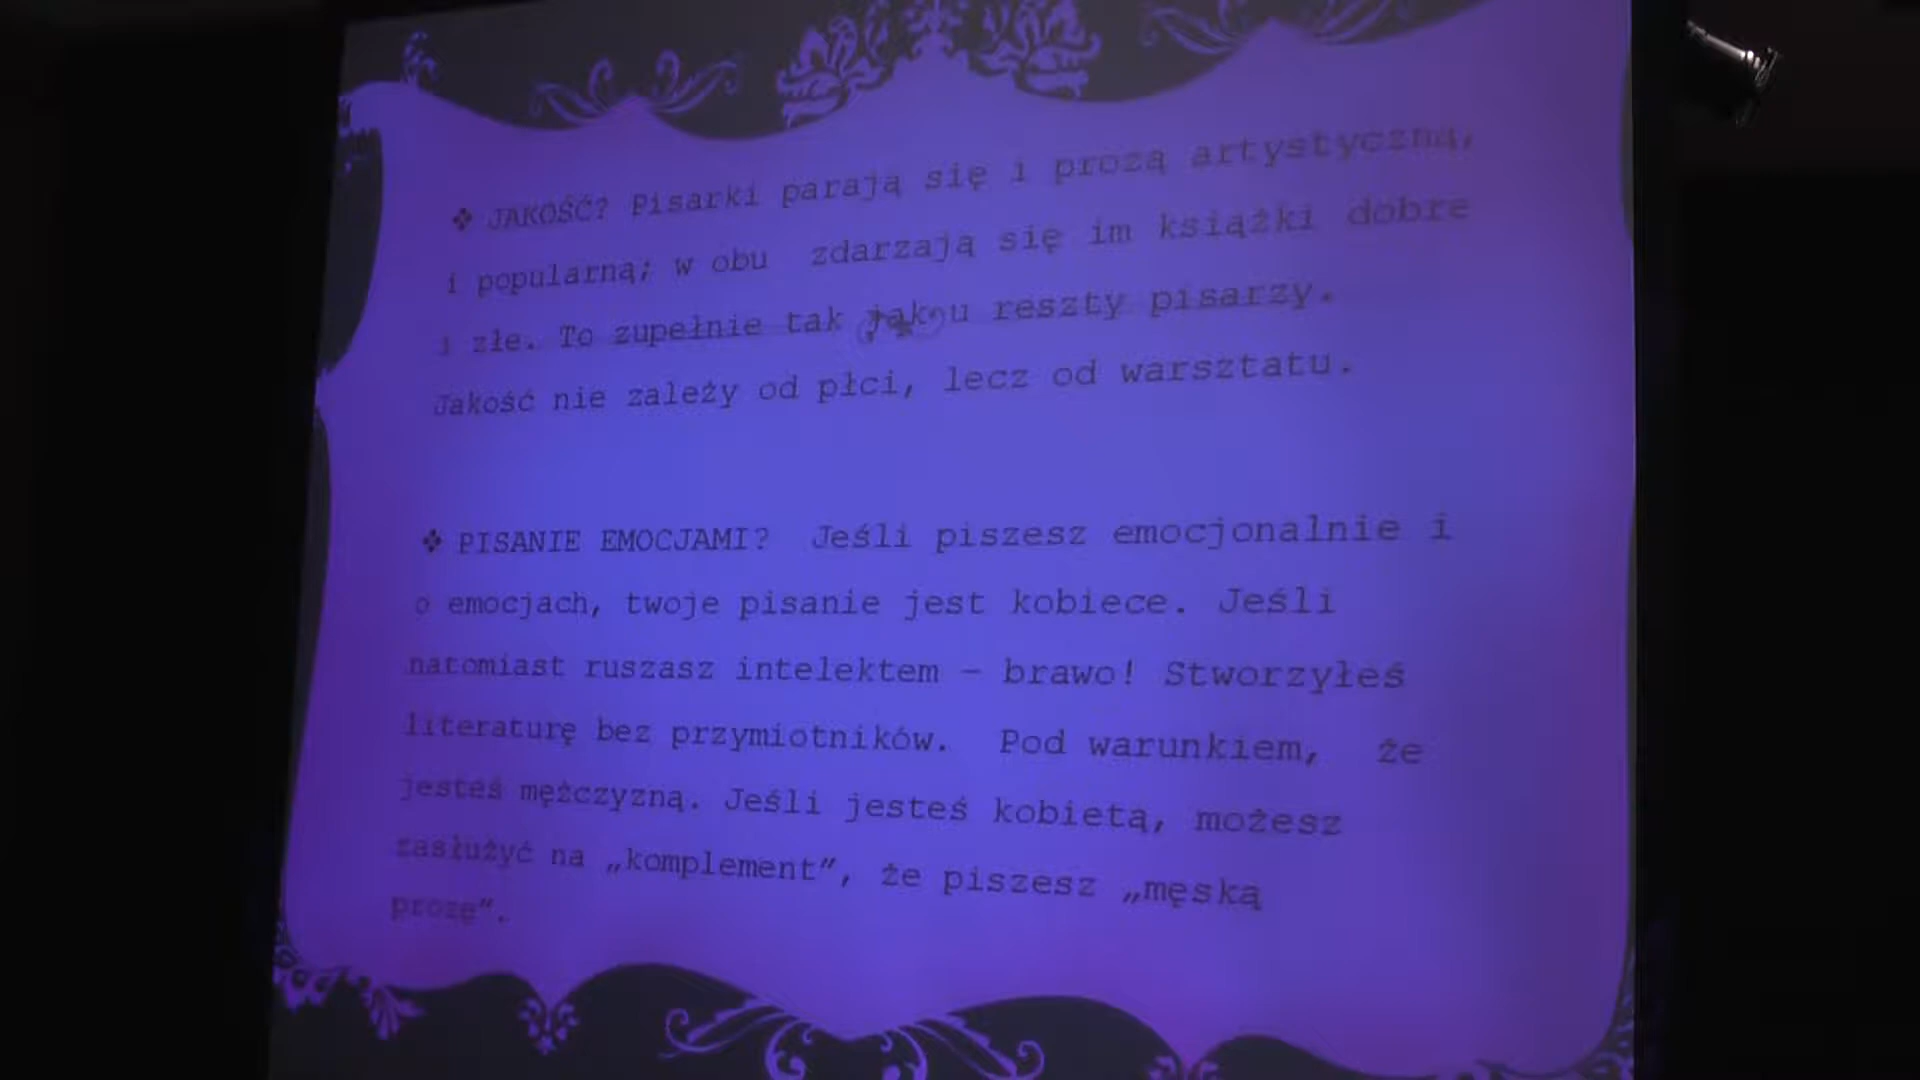 ❖ JAKOŚĆ? Pisarki parają się i prozą artystyczną,
i popularną; w obu zdarzają się im książki dobre
i złe. To zupełnie tak jak u reszty pisarzy.
Jakość nie zależy od płci, lecz od warsztatu.
❖ PISANIE EMOCJAMI? Jeśli piszesz emocjonalnie i
o emocjach, twoje pisanie jest kobiece. Jeśli
natomiast ruszasz intelektem – brawo! Stworzyłeś
literaturę bez przymiotników. Pod warunkiem, że
jesteś mężczyzną. Jeśli jesteś kobietą, możesz
zasłużyć na „komplement”, że piszesz „męską
prozę”.